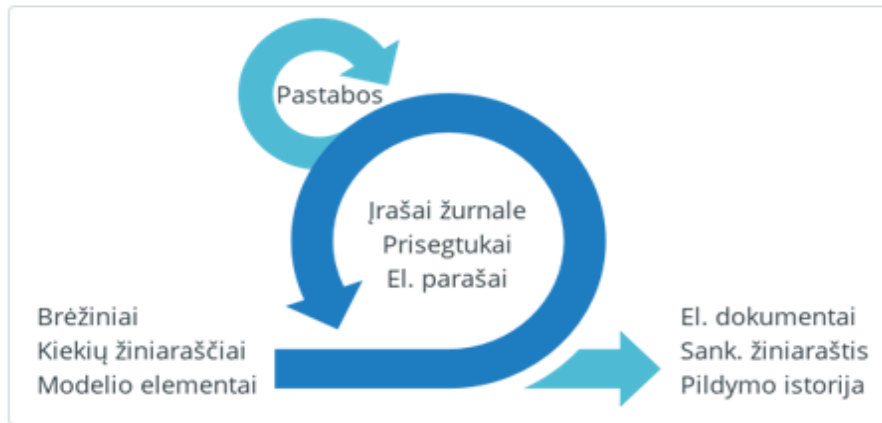 Pastabos
Įrašai žurnale
Prisegtukai
El. parašai
Brėžiniai
Kiekių žiniaraščiai
Modelio elementai
El. dokumentai
Sank. žiniaraštis
Pildymo istorija